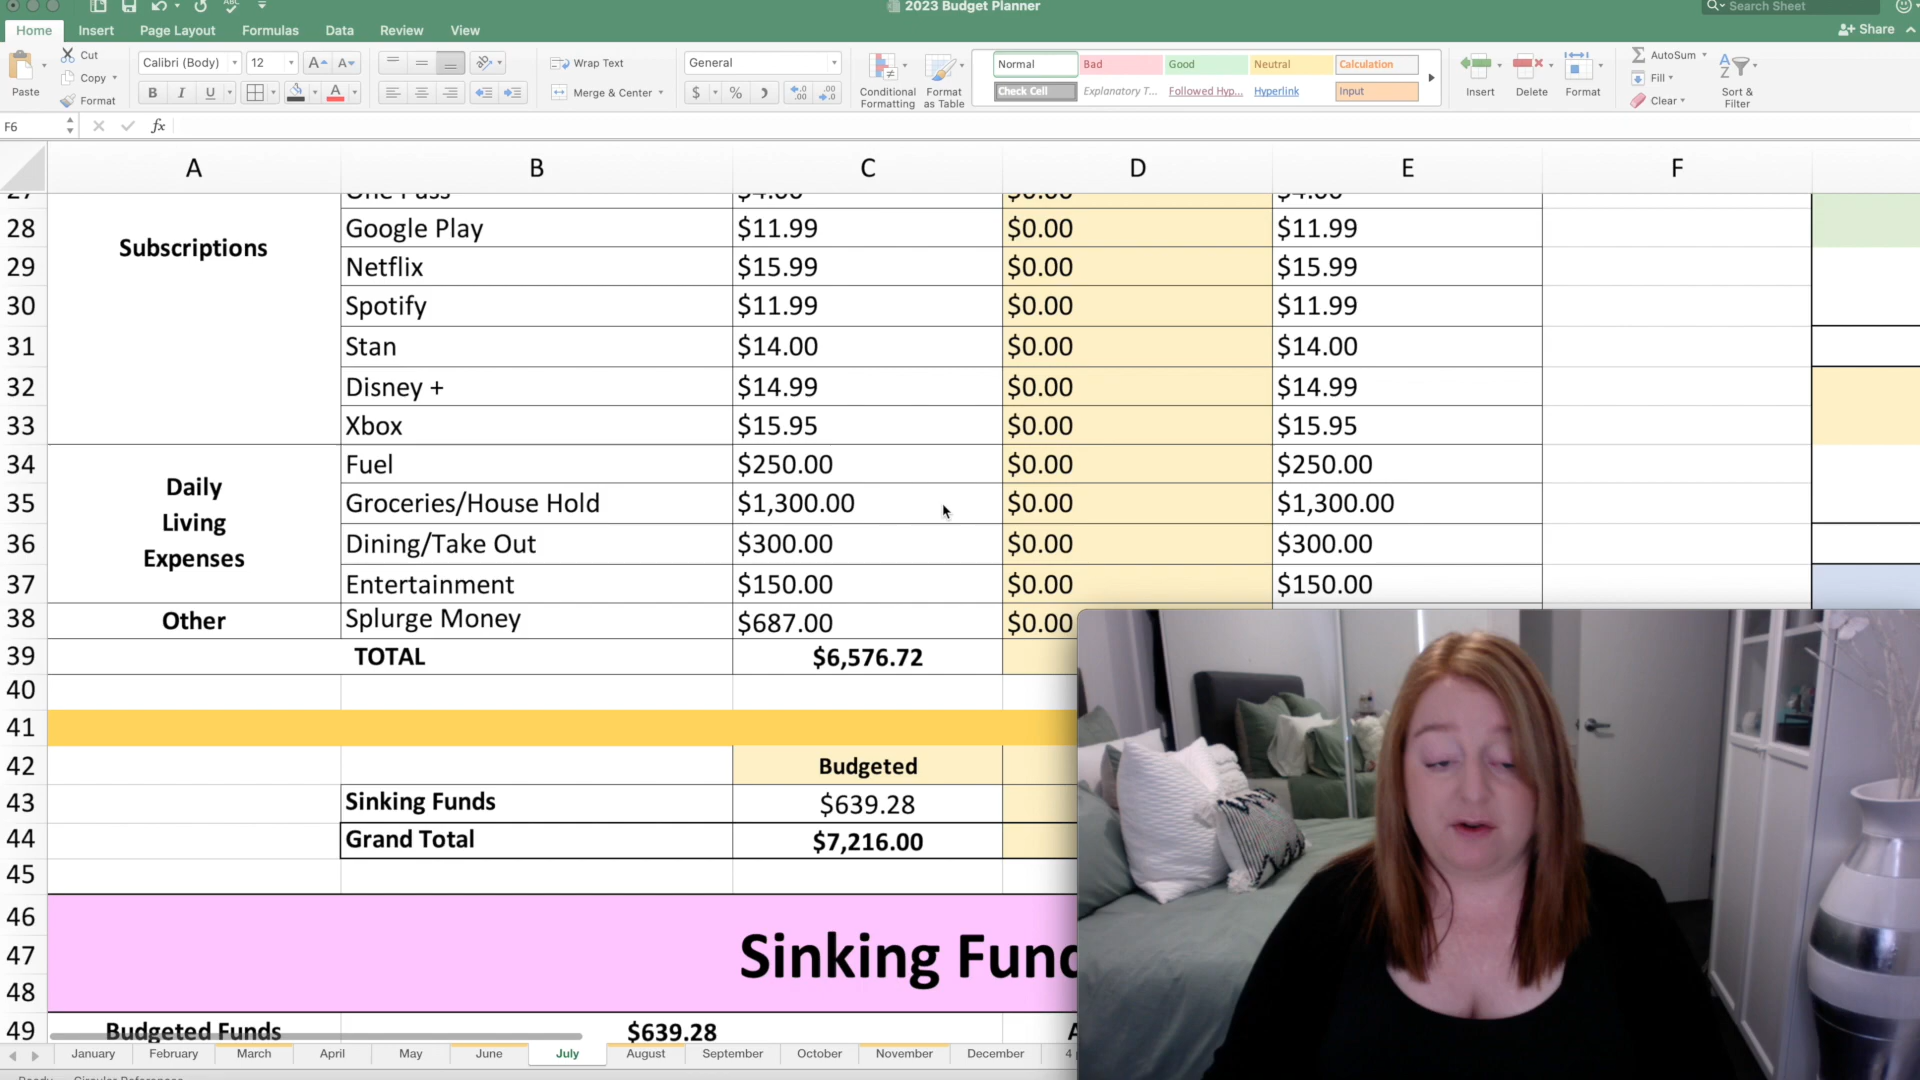 2023 Budget Planner
Search Sheet
Home Insert Page Layout Formulas Data Review View
Share
Paste
Cut
Copy
Format
Calibri (Body) 12
General
Wrap Text
Merge & Center
Conditional Formatting
Format as Table
Normal Bad Good Neutral Calculation
Check Cell Explanatory T... Followed Hyp... Hyperlink Input
Insert Delete Format
AutoSum
Fill
Clear
Sort & Filter
F6 fx
A B C D E F
27 One Pass $4.00 $0.00 $4.00
28 Google Play $11.99 $0.00 $11.99
Subscriptions
29 Netflix $15.99 $0.00 $15.99
30 Spotify $11.99 $0.00 $11.99
31 Stan $14.00 $0.00 $14.00
32 Disney + $14.99 $0.00 $14.99
33 Xbox $15.95 $0.00 $15.95
34 Fuel $250.00 $0.00 $250.00
Daily
Living
Expenses
35 Groceries/House Hold $1,300.00 $0.00 $1,300.00
36 Dining/Take Out $300.00 $0.00 $300.00
37 Entertainment $150.00 $0.00 $150.00
38 Other Splurge Money $687.00 $0.00
39 TOTAL $6,576.72
40
41
42 Budgeted
43 Sinking Funds $639.28
44 Grand Total $7,216.00
45
46
47 Sinking Fund
48
49 Budgeted Funds $639.28 A
January February March April May June July August September October November December 4
Ready Circular References